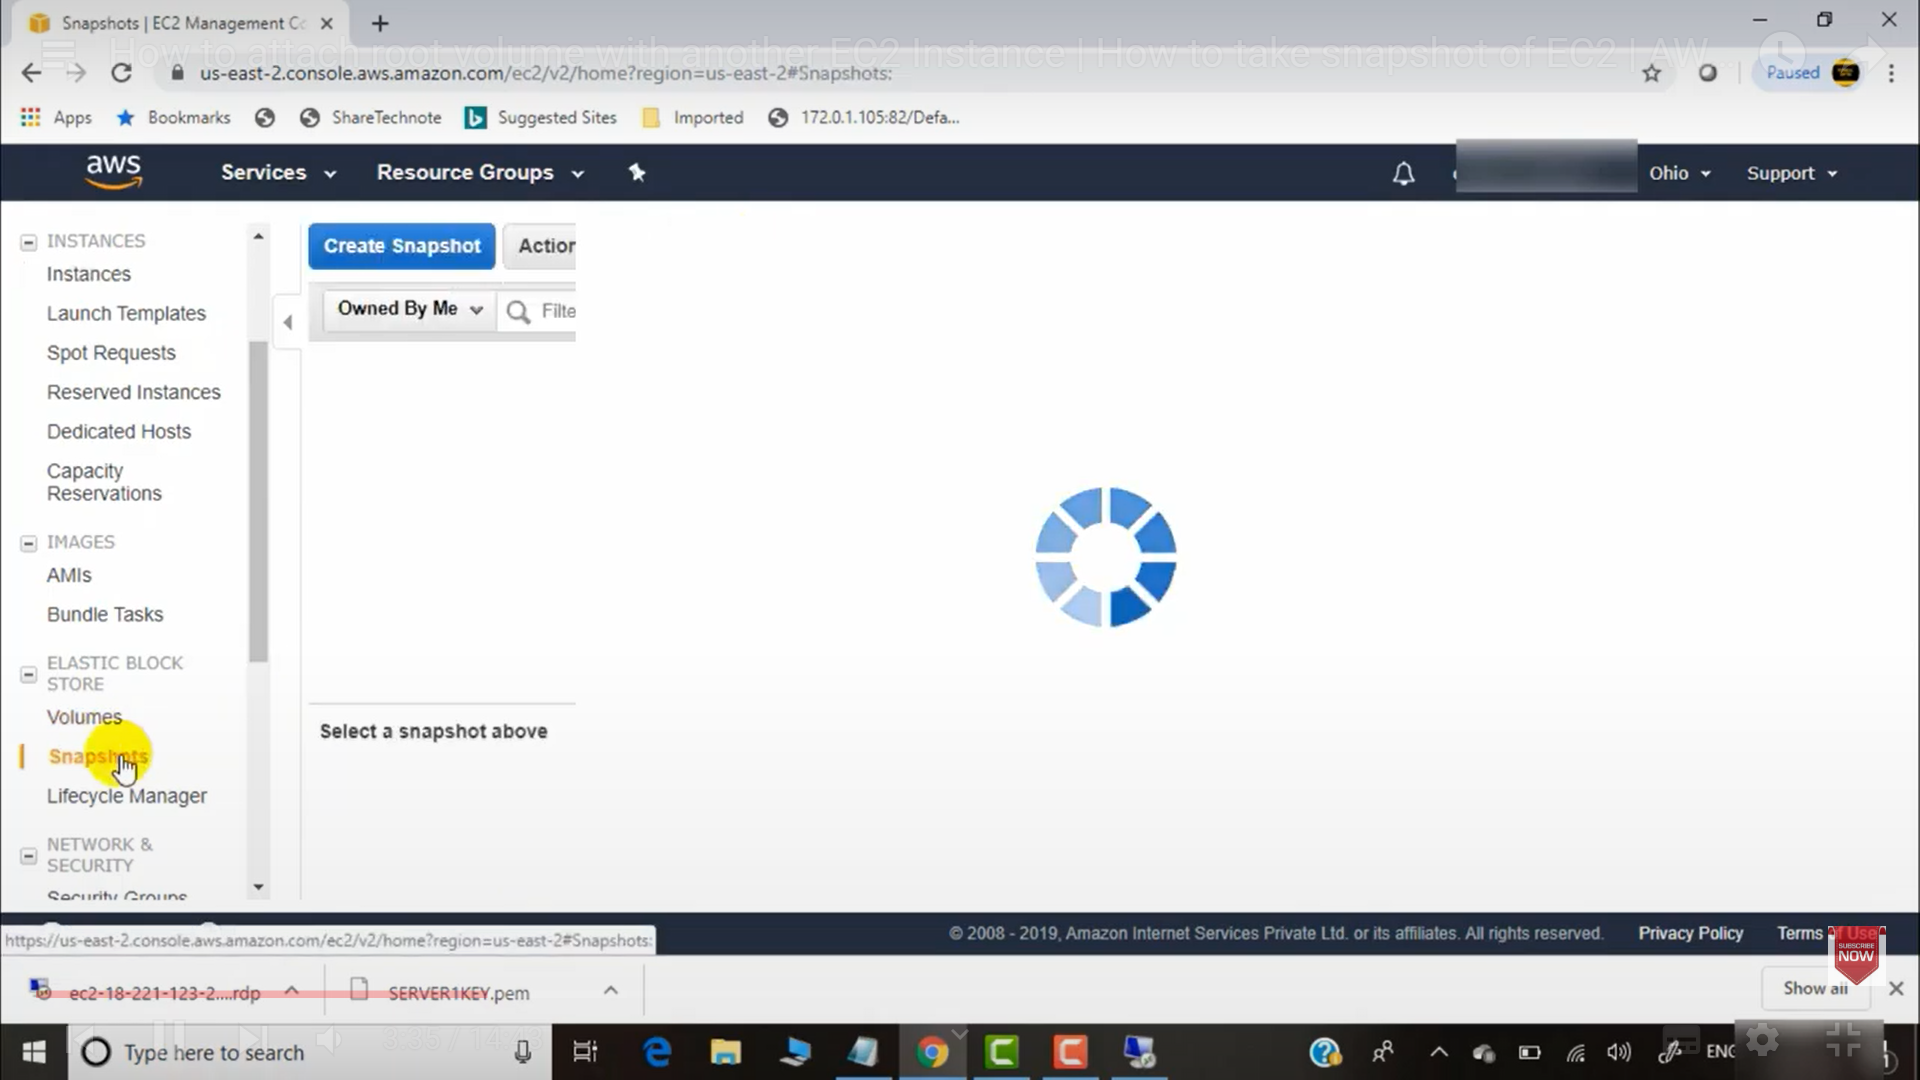 Snapshots | EC2 Management Co
How to attach root volume with another EC2 Instance | How to take snapshot of EC2 | AW...
us-east-2.console.aws.amazon.com/ec2/v2/home?region=us-east-2#Snapshots:
Paused
Apps
Bookmarks
ShareTechnote
Suggested Sites
Imported
172.0.1.105:82/Defa...
aws
Services
Resource Groups
Ohio
Support
INSTANCES
Instances
Launch Templates
Spot Requests
Reserved Instances
Dedicated Hosts
Capacity
Reservations
IMAGES
AMIs
Bundle Tasks
ELASTIC BLOCK
STORE
Volumes
Snapshots
Lifecycle Manager
NETWORK &
SECURITY
Security Groups
Create Snapshot
Action
Owned By Me
Filte
Select a snapshot above
https://us-east-2.console.aws.amazon.com/ec2/v2/home?region=us-east-2#Snapshots:
© 2008 - 2019, Amazon Internet Services Private Ltd. or its affiliates. All rights reserved.
Privacy Policy
Terms of Use
SUBSCRIBE
NOW
ec2-18-221-123-2....rdp
SERVER1KEY.pem
Show all
3:35 / 14:43
Type here to search
ENG